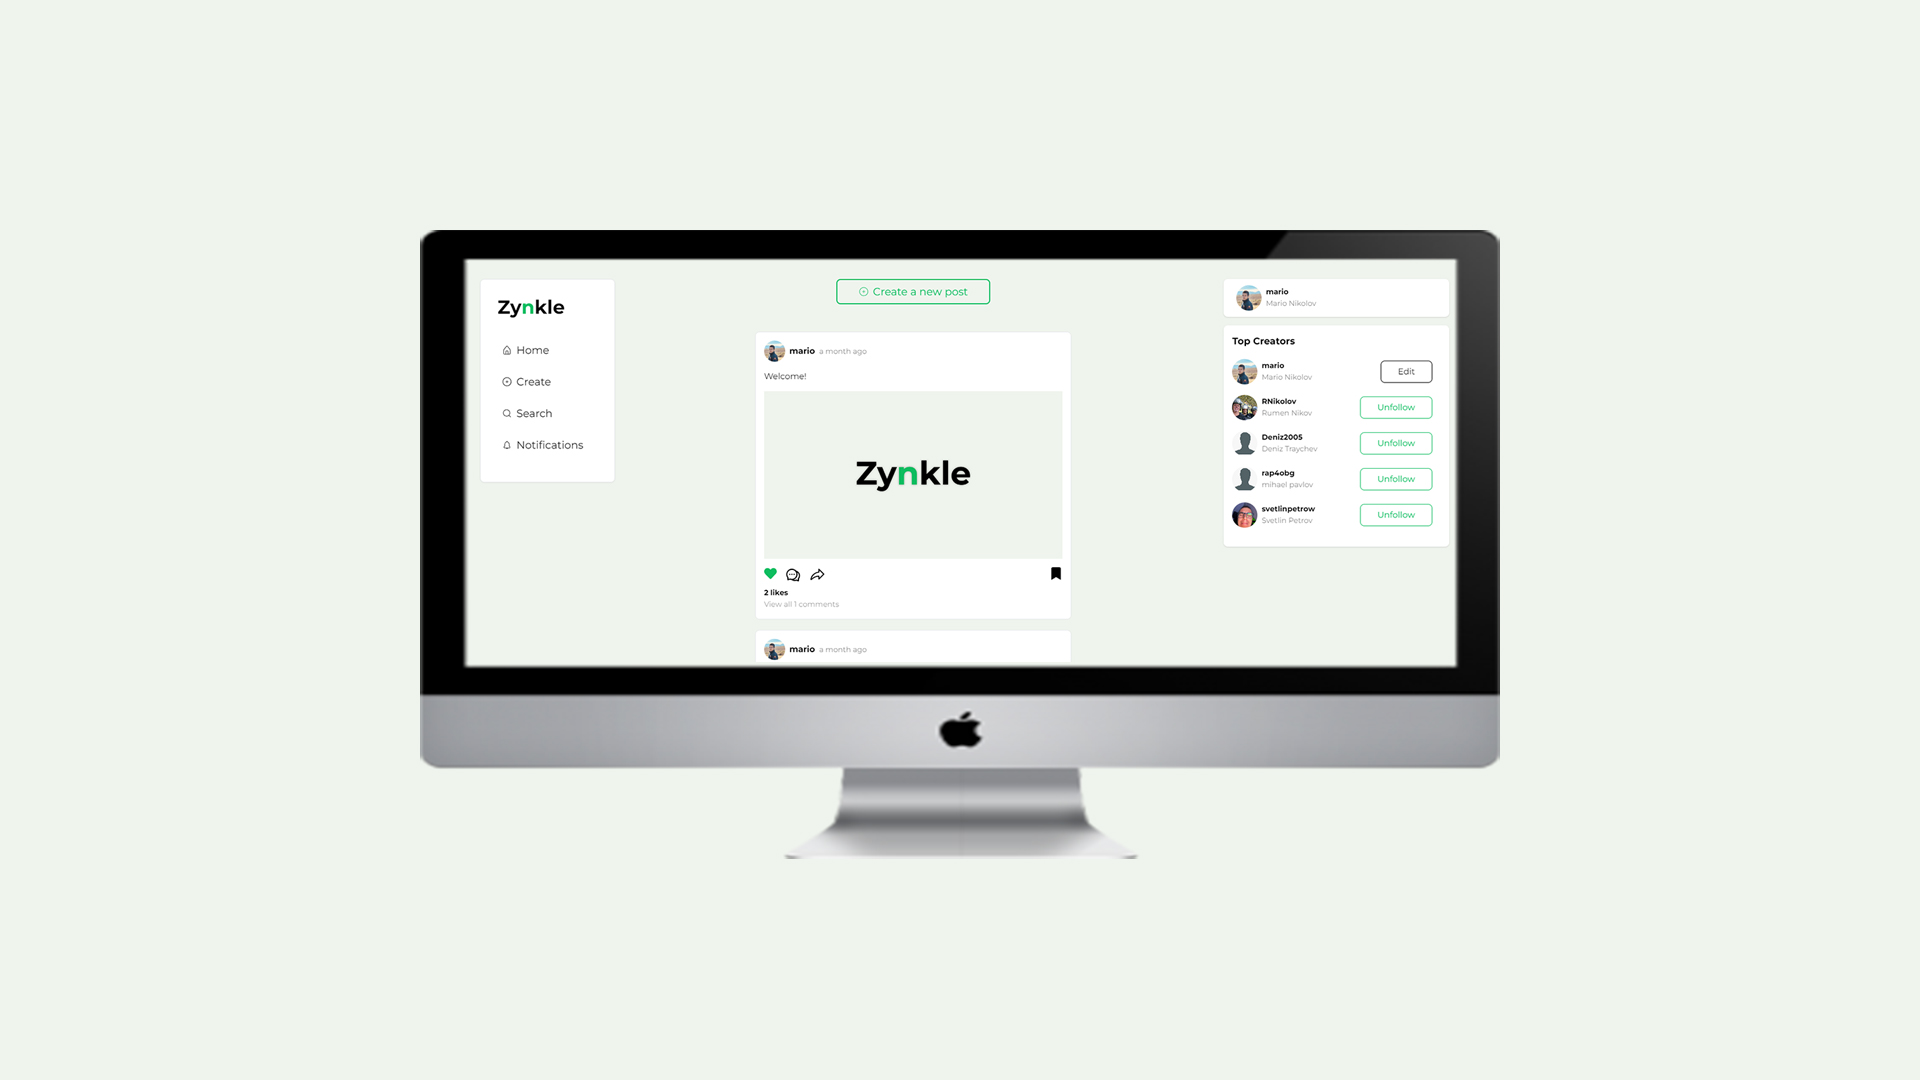 Zynkle
Home
Create
Search
Notifications
Create a new post
mario a month ago
Welcome!
Zynkle
2 likes
View all 1 comments
mario a month ago
mario
Mario Nikolov
Top Creators
mario
Mario Nikolov
Edit
RNikolov
Rumen Nikov
Unfollow
Deniz2005
Deniz Traychev
Unfollow
rap4obg
mihael pavlov
Unfollow
svetlinpetrow
Svetlin Petrov
Unfollow